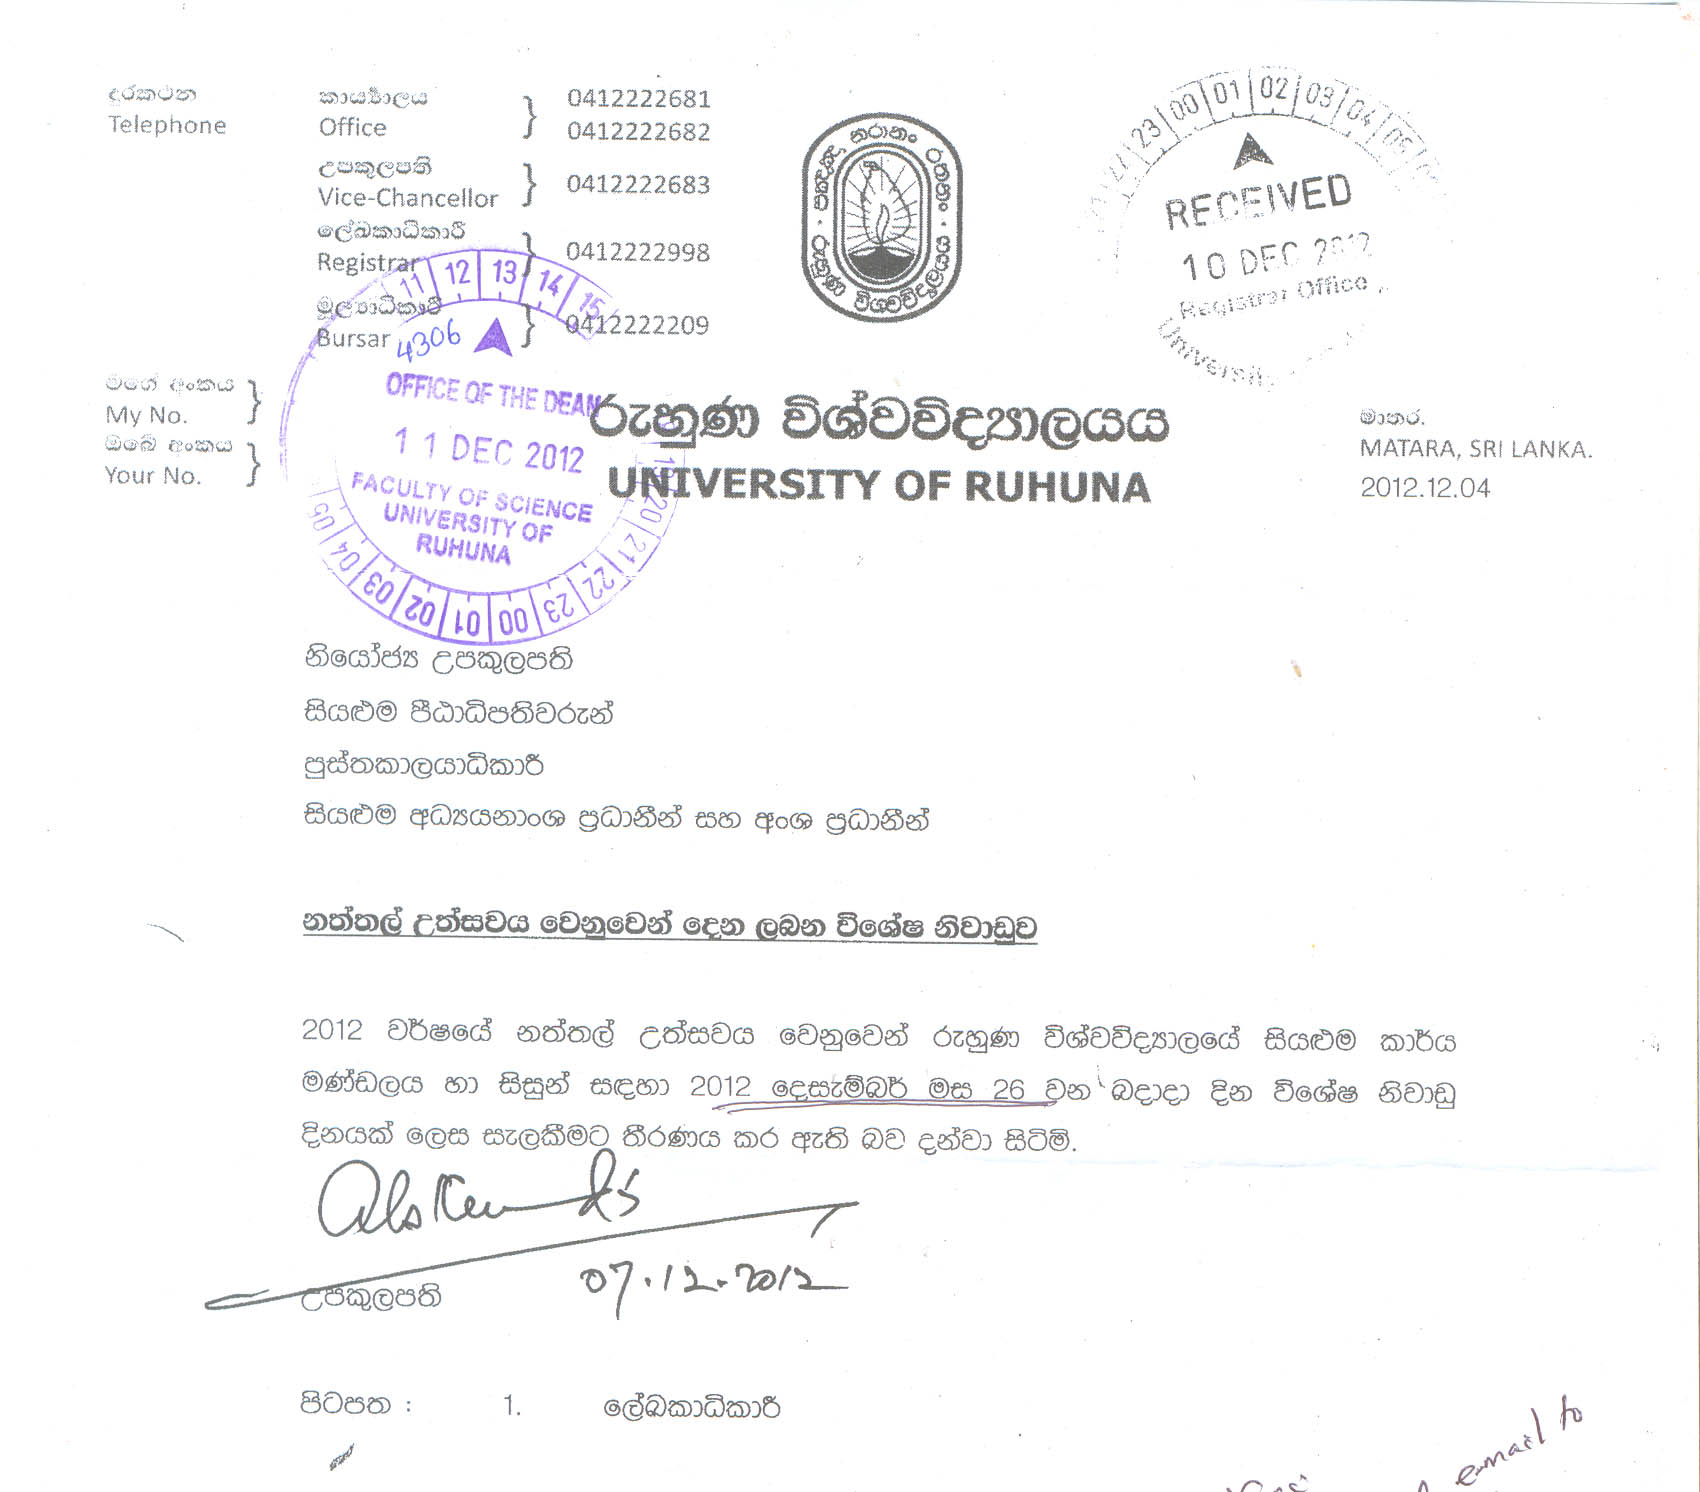 දුරකථන
Telephone
කාර්යාලය
Office
0412222681
0412222682
උපකුලපති
Vice-Chancellor
0412222683
ලේඛකාධිකාරී
Registrar
0412222998
මූල්‍යාධිකාරී
Bursar
0412222209
4306
මගේ අංකය
My No.
ඔබේ අංකය
Your No.
11 12 13 14 15
OFFICE OF THE DEAN
11 DEC 2012
FACULTY OF SCIENCE
UNIVERSITY OF
RUHUNA
20 21 22 23 00 01 02 03 04 05
රුහුණ විශ්වවිද්‍යාලයය
23 00 01 02 03 04 05
RECEIVED
10 DEC 2012
Registrar Office
University
රුහුණ විශ්වවිද්‍යාලයය
UNIVERSITY OF RUHUNA
මාතර.
MATARA, SRI LANKA.
2012.12.04
නියෝජ්‍ය උපකුලපති
සියළුම පීඨාධිපතිවරුන්
පුස්තකාලයාධිකාරී
සියළුම අධ්‍යයනාංශ ප්‍රධානීන් සහ අංශ ප්‍රධානීන්
නත්තල් උත්සවය වෙනුවෙන් දෙන ලබන විශේෂ නිවාඩුව
2012 වර්ෂයේ නත්තල් උත්සවය වෙනුවෙන් රුහුණ විශ්වවිද්‍යාලයේ සියළුම කාර්ය
මණ්ඩලය හා සිසුන් සඳහා 2012 දෙසැම්බර් මස 26 වන බදාදා දින විශේෂ නිවාඩු
දිනයක් ලෙස සැලකීමට තීරණය කර ඇති බව දන්වා සිටිමි.
07.12.2012
උපකුලපති
පිටපත : 1. ලේඛකාධිකාරී
e-mail to